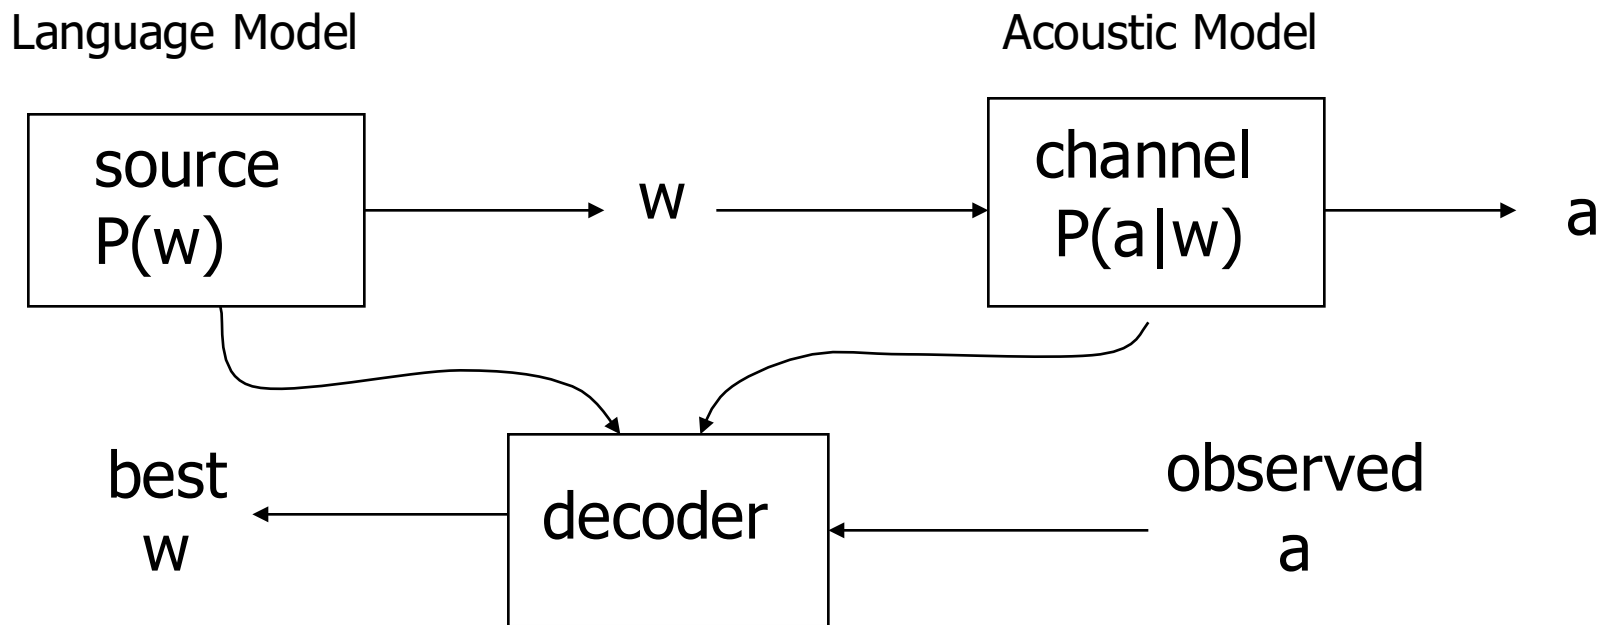 Language Model
Acoustic Model
source
P(w)
w
channel
P(a|w)
a
best
w
decoder
observed
a